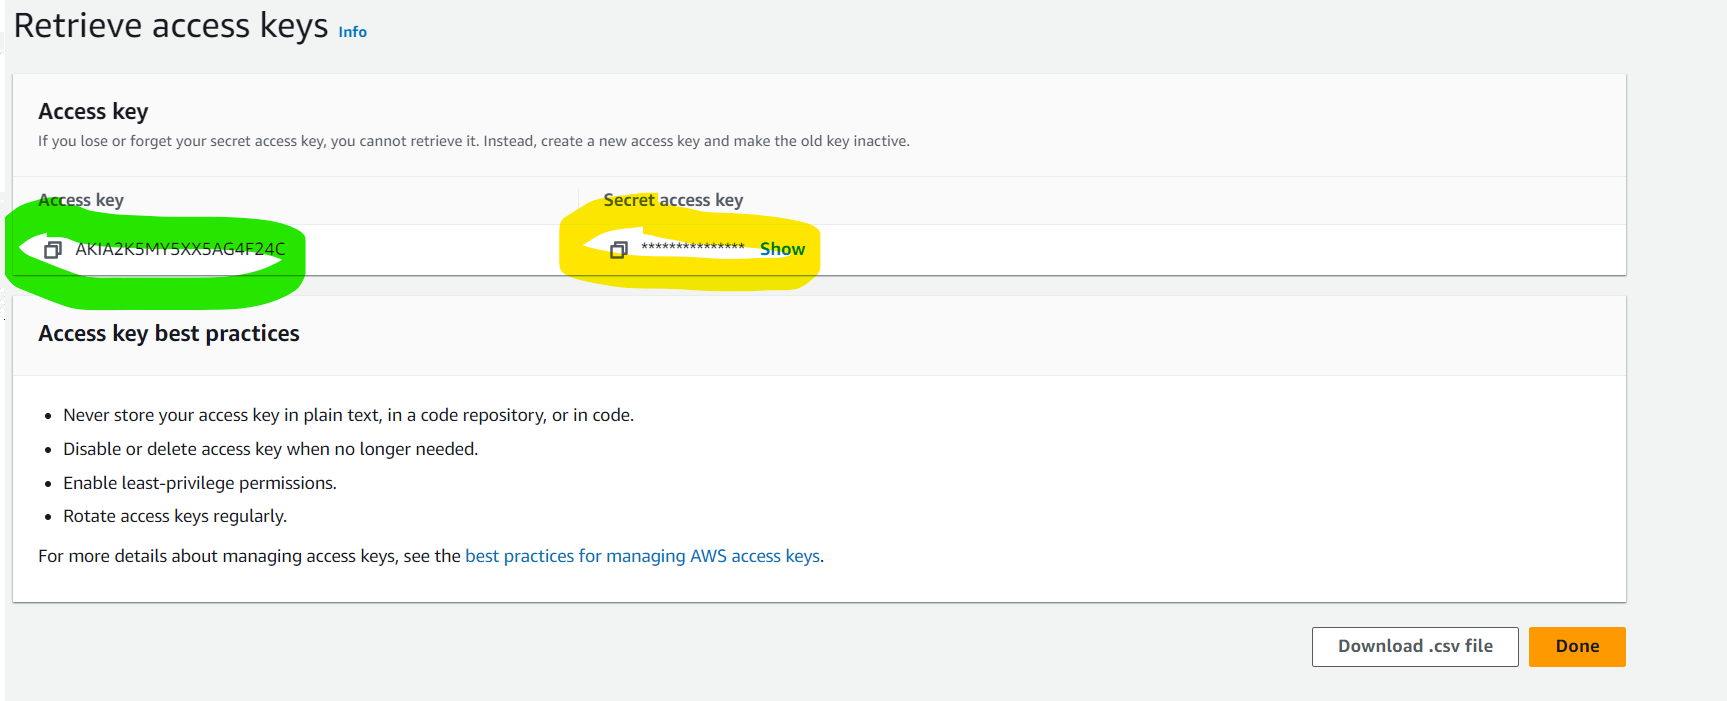 Retrieve access keys Info
Access key
If you lose or forget your secret access key, you cannot retrieve it. Instead, create a new access key and make the old key inactive.
Access key Secret access key
AKIA2K5MY5XX5AG4F24C *************** Show
Access key best practices
• Never store your access key in plain text, in a code repository, or in code.
• Disable or delete access key when no longer needed.
• Enable least-privilege permissions.
• Rotate access keys regularly.
For more details about managing access keys, see the best practices for managing AWS access keys.
Download .csv file Done